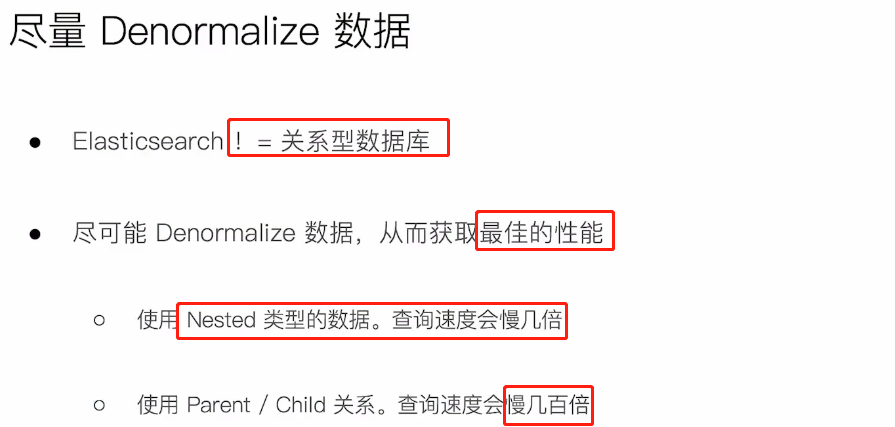 尽量 Denormalize 数据
● Elasticsearch ！= 关系型数据库
● 尽可能 Denormalize 数据，从而获取最佳的性能
○ 使用 Nested 类型的数据。查询速度会慢几倍
○ 使用 Parent / Child 关系。查询速度会慢几百倍